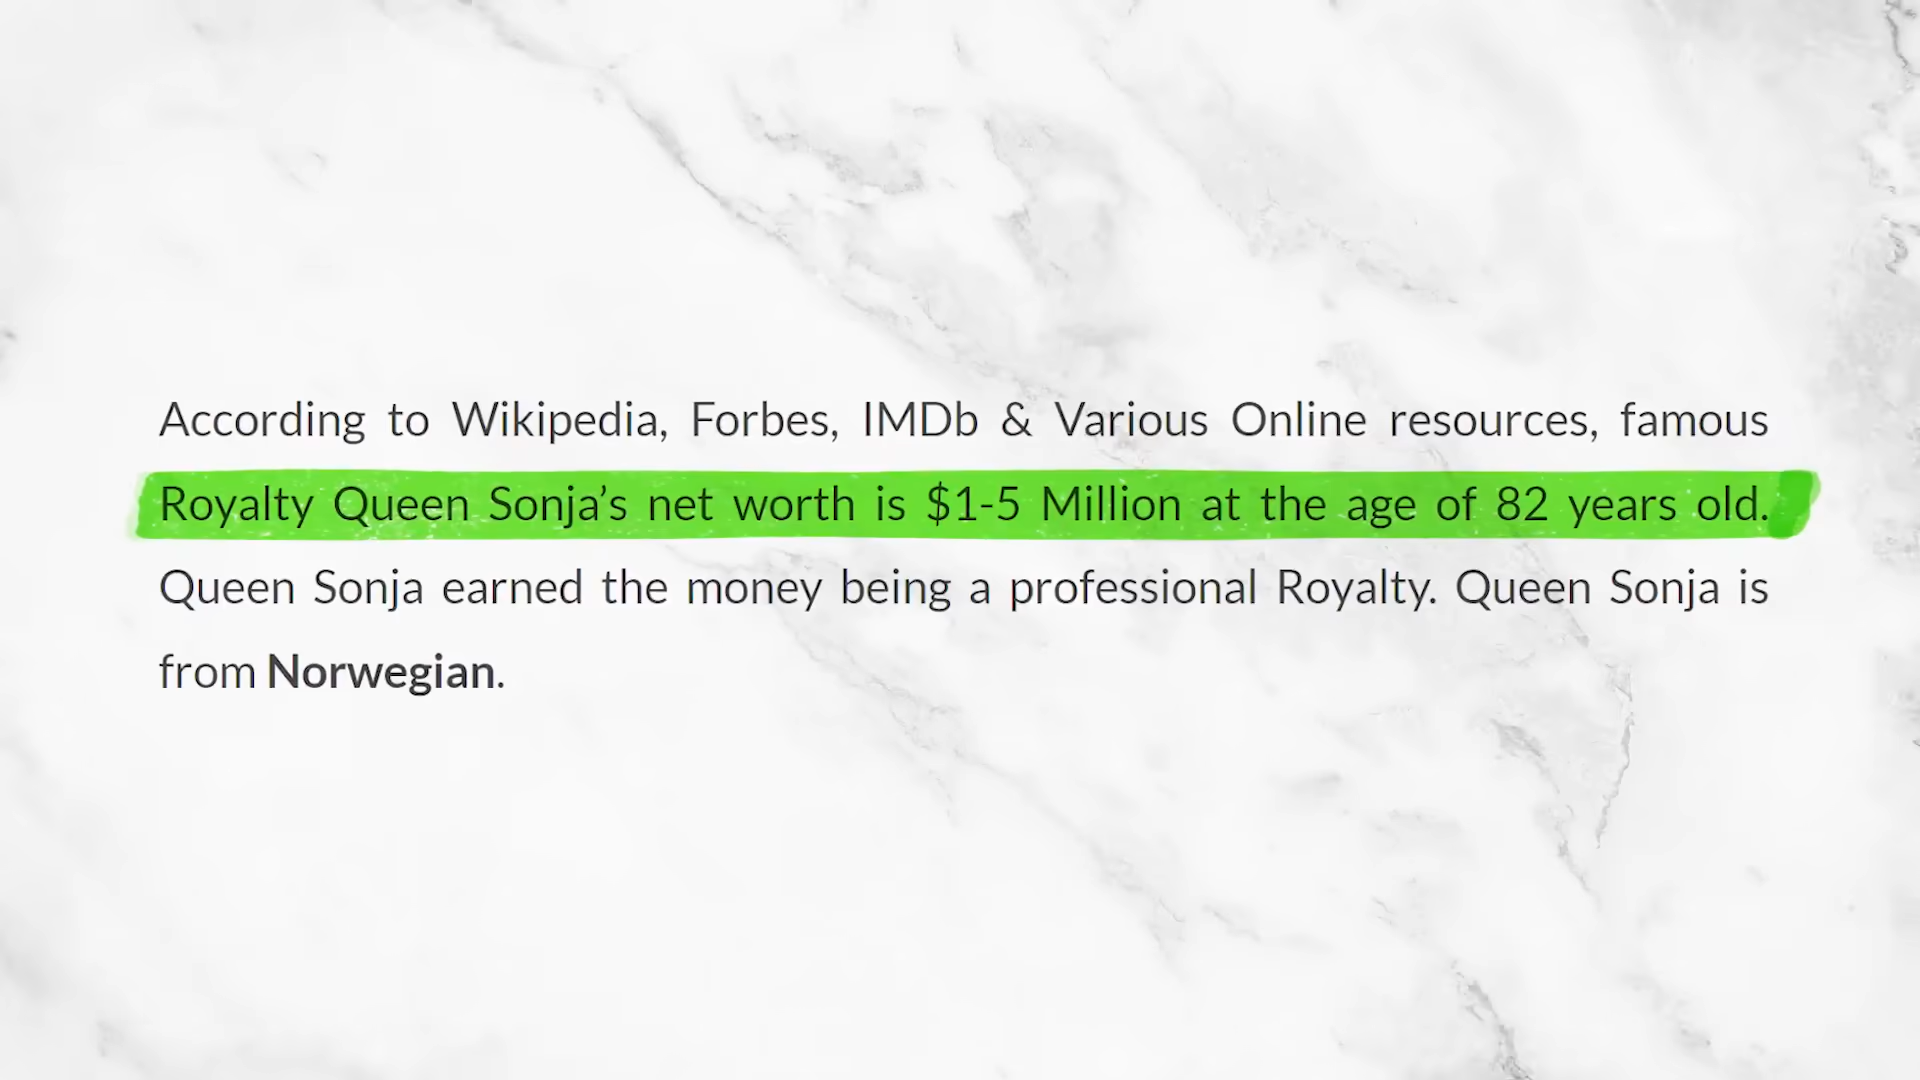 According to Wikipedia, Forbes, IMDb & Various Online resources, famous
Royalty Queen Sonja’s net worth is $1-5 Million at the age of 82 years old.
Queen Sonja earned the money being a professional Royalty. Queen Sonja is
from Norwegian.